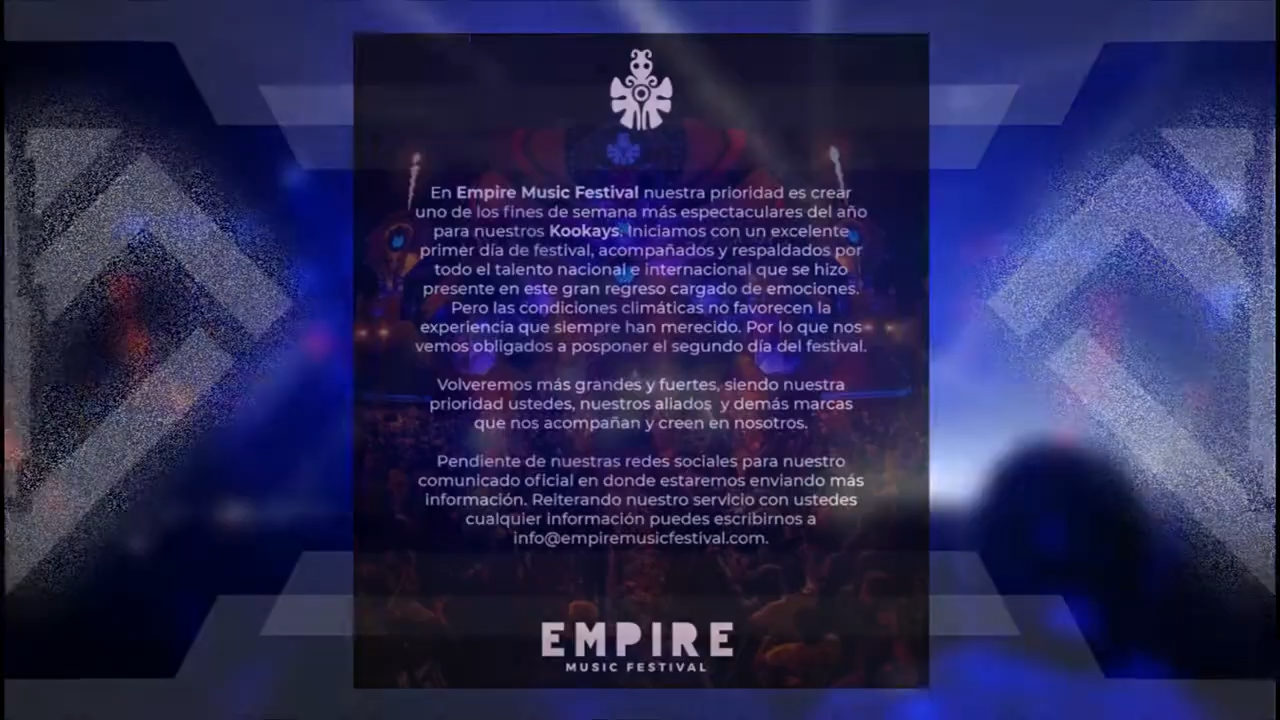 En Empire Music Festival nuestra prioridad es crear
uno de los fines de semana más espectaculares del año
para nuestros Kookays. Iniciamos con un excelente
primer día de festival, acompañados y respaldados por
todo el talento nacional e internacional que se hizo
presente en este gran regreso cargado de emociones.
Pero las condiciones climáticas no favorecen la
experiencia que siempre han merecido. Por lo que nos
vemos obligados a posponer el segundo día del festival.
Volveremos más grandes y fuertes, siendo nuestra
prioridad ustedes, nuestros aliados y demás marcas
que nos acompañan y creen en nosotros.
Pendiente de nuestras redes sociales para nuestro
comunicado oficial en donde estaremos enviando más
información. Reiterando nuestro servicio con ustedes
cualquier información puedes escribirnos a
info@empiremusicfestival.com.
EMPIRE
MUSIC FESTIVAL